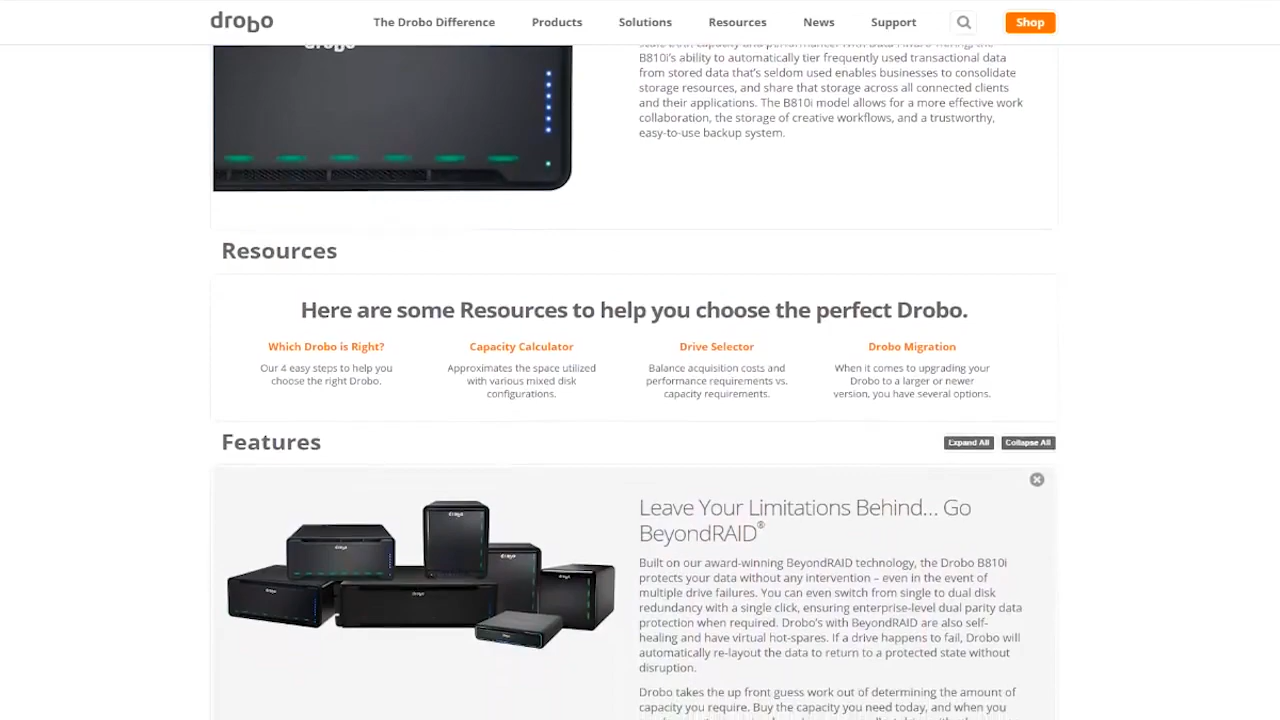 drobo
The Drobo Difference
Products
Solutions
Resources
News
Support
Shop
drobo
B810i's ability to automatically tier frequently used transactional data
from stored data that's seldom used enables businesses to consolidate
storage resources, and share that storage across all connected clients
and their applications. The B810i model allows for a more effective work
collaboration, the storage of creative workflows, and a trustworthy,
easy-to-use backup system.
Resources
Here are some Resources to help you choose the perfect Drobo.
Which Drobo is Right?
Our 4 easy steps to help you
choose the right Drobo.
Capacity Calculator
Approximates the space utilized
with various mixed disk
configurations.
Drive Selector
Balance acquisition costs and
performance requirements vs.
capacity requirements.
Drobo Migration
When it comes to upgrading your
Drobo to a larger or newer
version, you have several options.
Features
Expand All
Collapse All
drobo
drobo
drobo
drobo
drobo
drobo
drobo
Leave Your Limitations Behind... Go
BeyondRAID®
Built on our award-winning BeyondRAID technology, the Drobo B810i
protects your data without any intervention – even in the event of
multiple drive failures. You can even switch from single to dual disk
redundancy with a single click, ensuring enterprise-level dual parity data
protection when required. Drobo's with BeyondRAID are also self-
healing and have virtual hot-spares. If a drive happens to fail, Drobo will
automatically re-layout the data to return to a protected state without
disruption.
Drobo takes the up front guess work out of determining the amount of
capacity you require. Buy the capacity you need today, and when you